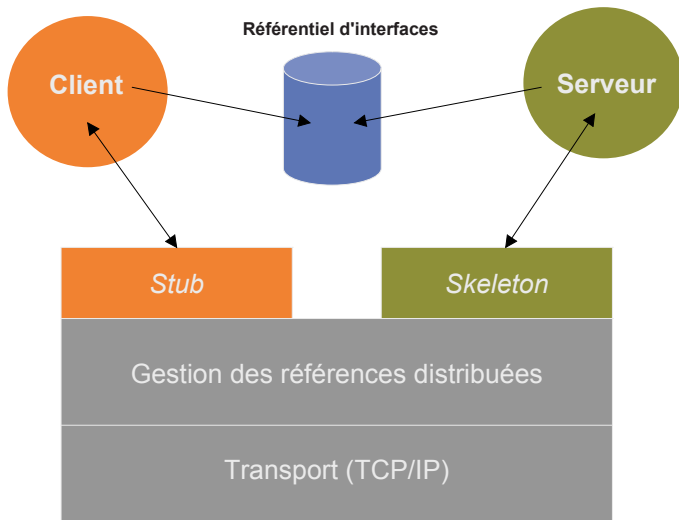 Référentiel d'interfaces
Client
Serveur
Stub
Skeleton
Gestion des références distribuées
Transport (TCP/IP)